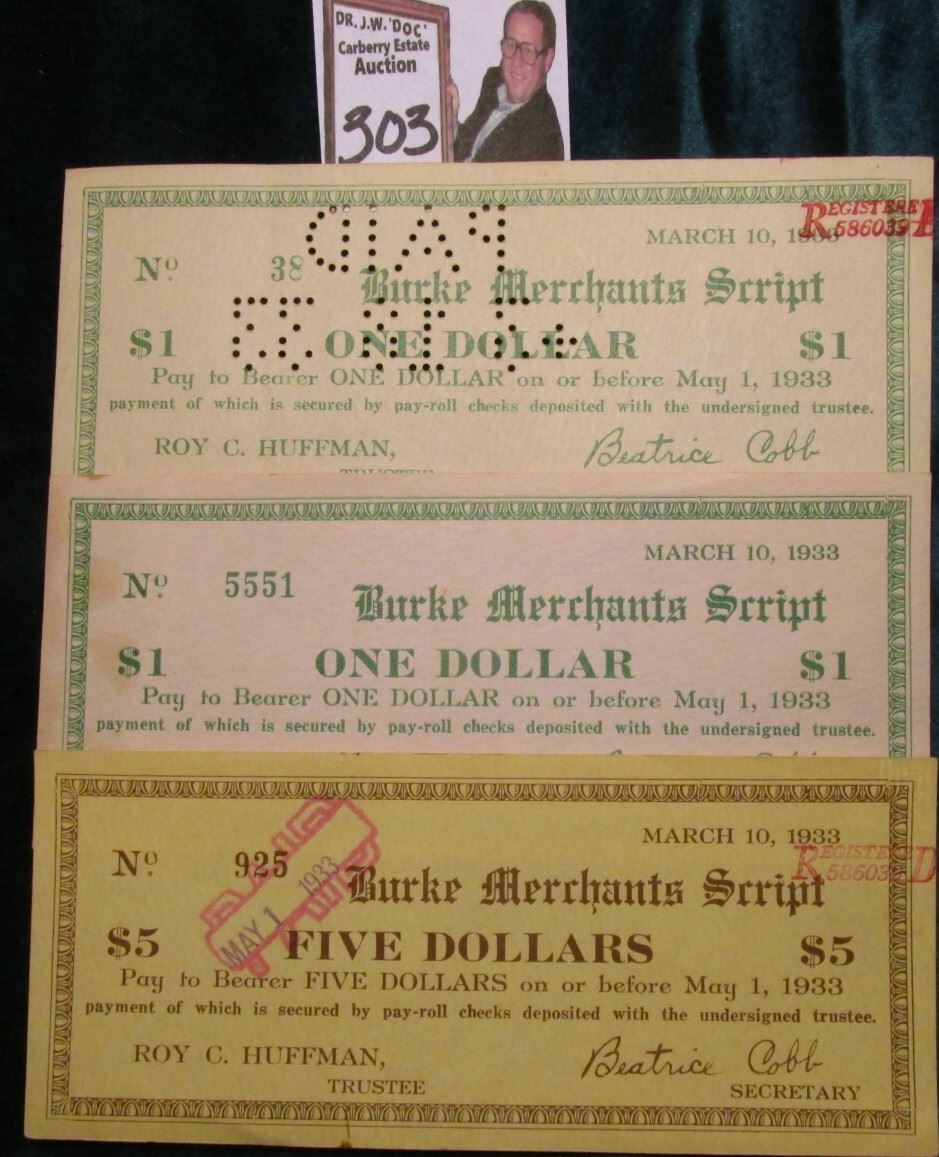 DR. J.W. 'DOC'
Carberry Estate
Auction
303
REGISTERED
586039
MARCH 10, 1933
PAID
No. 38
Burke Merchants Script
$1 ONE DOLLAR $1
Pay to Bearer ONE DOLLAR on or before May 1, 1933
payment of which is secured by pay-roll checks deposited with the undersigned trustee.
ROY C. HUFFMAN, Beatrice Cobb
TRUSTEE
MARCH 10, 1933
No. 5551
Burke Merchants Script
$1 ONE DOLLAR $1
Pay to Bearer ONE DOLLAR on or before May 1, 1933
payment of which is secured by pay-roll checks deposited with the undersigned trustee.
MARCH 10, 1933
REGISTERED
58603
No. 925
MAY 1 1933
Burke Merchants Script
$5 FIVE DOLLARS $5
Pay to Bearer FIVE DOLLARS on or before May 1, 1933
payment of which is secured by pay-roll checks deposited with the undersigned trustee.
ROY C. HUFFMAN, Beatrice Cobb
TRUSTEE SECRETARY